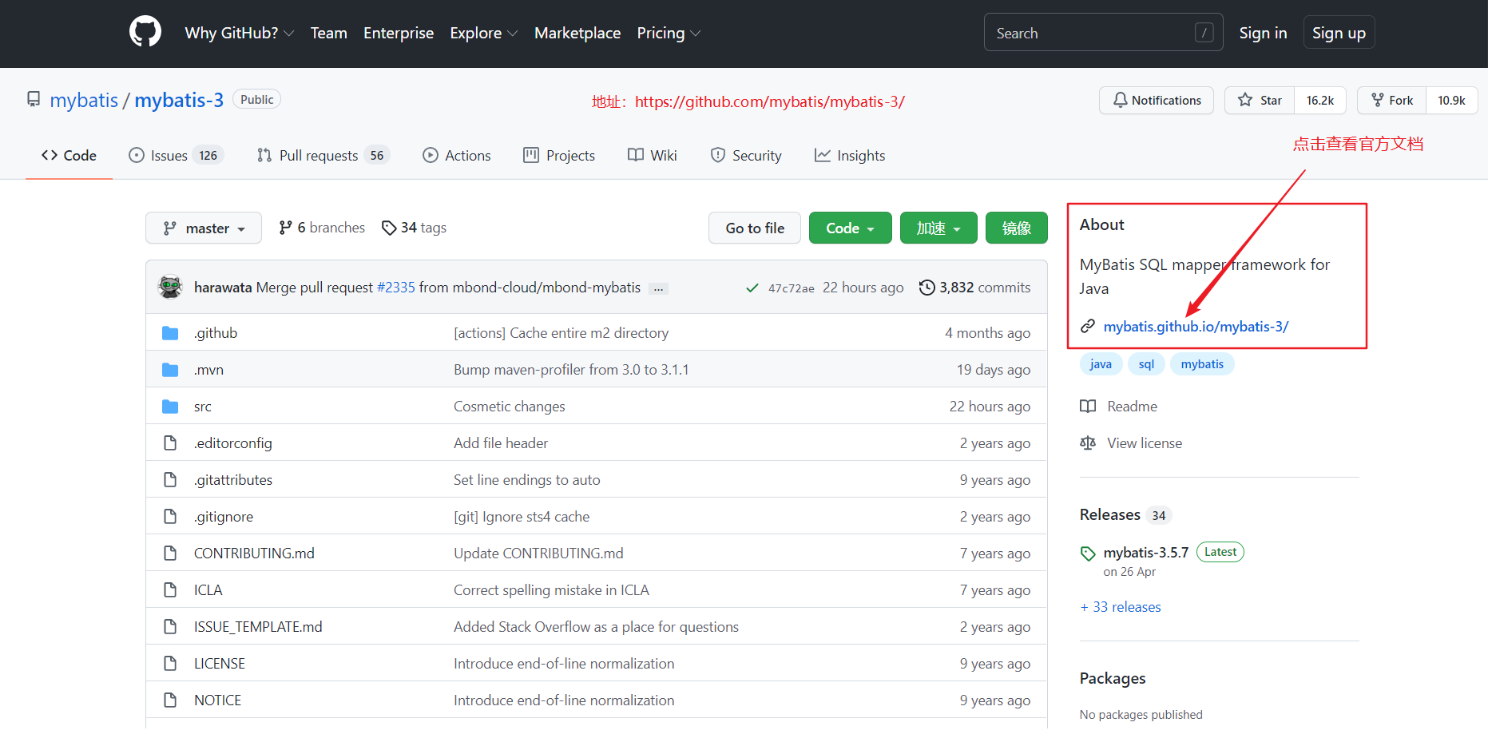 Why GitHub? Team Enterprise Explore Marketplace Pricing Search / Sign in Sign up
mybatis / mybatis-3 Public 地址：https://github.com/mybatis/mybatis-3/ Notifications Star 16.2k Fork 10.9k
Code Issues 126 Pull requests 56 Actions Projects Wiki Security Insights
点击查看官方文档
master 6 branches 34 tags Go to file Code 加速 镜像
harawata Merge pull request #2335 from mbond-cloud/mbond-mybatis ... 47c72ae 22 hours ago 3,832 commits
.github [actions] Cache entire m2 directory 4 months ago
.mvn Bump maven-profiler from 3.0 to 3.1.1 19 days ago
src Cosmetic changes 22 hours ago
.editorconfig Add file header 2 years ago
.gitattributes Set line endings to auto 9 years ago
.gitignore [git] Ignore sts4 cache 2 years ago
CONTRIBUTING.md Update CONTRIBUTING.md 7 years ago
ICLA Correct spelling mistake in ICLA 7 years ago
ISSUE_TEMPLATE.md Added Stack Overflow as a place for questions 2 years ago
LICENSE Introduce end-of-line normalization 9 years ago
NOTICE Introduce end-of-line normalization 9 years ago
About
MyBatis SQL mapper framework for
Java
mybatis.github.io/mybatis-3/
java sql mybatis
Readme
View license
Releases 34
mybatis-3.5.7 Latest
on 26 Apr
+ 33 releases
Packages
No packages published